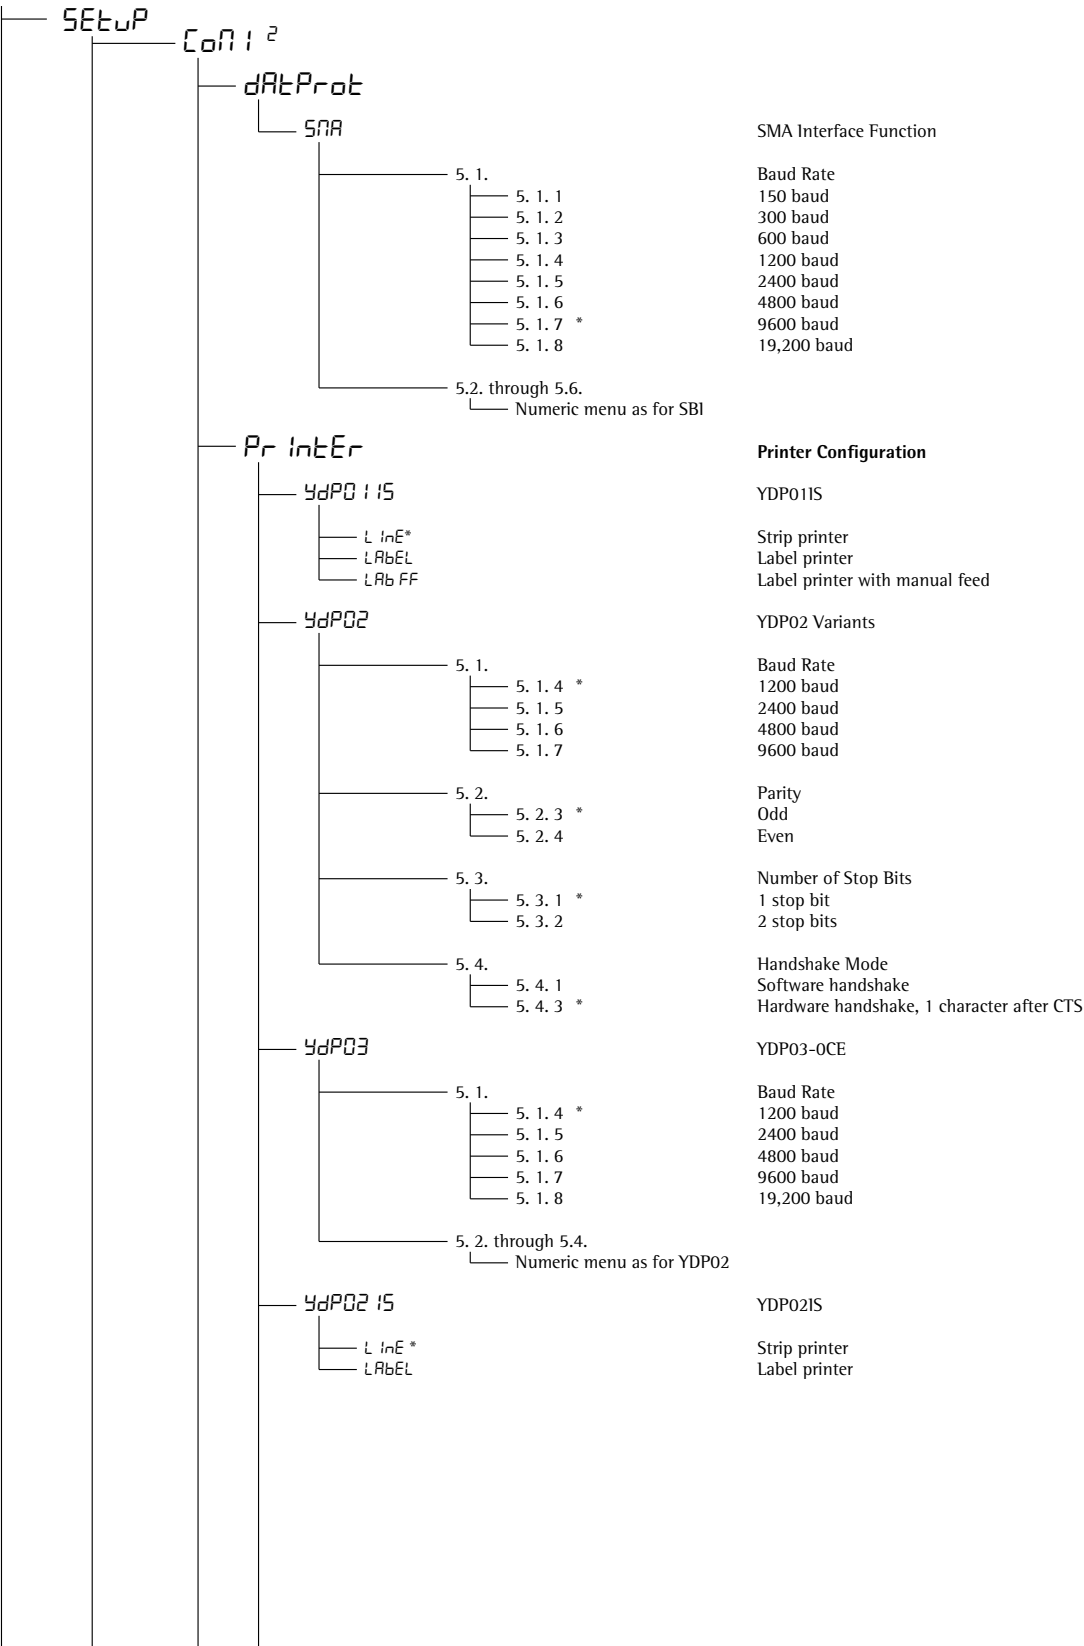 SEtuP
CoM1 2
dAtProt
SMA SMA Interface Function
5. 1. Baud Rate
5. 1. 1 150 baud
5. 1. 2 300 baud
5. 1. 3 600 baud
5. 1. 4 1200 baud
5. 1. 5 2400 baud
5. 1. 6 4800 baud
5. 1. 7 * 9600 baud
5. 1. 8 19,200 baud
5.2. through 5.6.
Numeric menu as for SBI
PrIntEr Printer Configuration
YdP01IS YDP01IS
LInE* Strip printer
LAbEL Label printer
LAb FF Label printer with manual feed
YdP02 YDP02 Variants
5. 1. Baud Rate
5. 1. 4 * 1200 baud
5. 1. 5 2400 baud
5. 1. 6 4800 baud
5. 1. 7 9600 baud
5. 2. Parity
5. 2. 3 * Odd
5. 2. 4 Even
5. 3. Number of Stop Bits
5. 3. 1 * 1 stop bit
5. 3. 2 2 stop bits
5. 4. Handshake Mode
5. 4. 1 Software handshake
5. 4. 3 * Hardware handshake, 1 character after CTS
YdP03 YDP03-0CE
5. 1. Baud Rate
5. 1. 4 * 1200 baud
5. 1. 5 2400 baud
5. 1. 6 4800 baud
5. 1. 7 9600 baud
5. 1. 8 19,200 baud
5. 2. through 5.4.
Numeric menu as for YDP02
YdP02IS YDP02IS
LInE * Strip printer
LAbEL Label printer